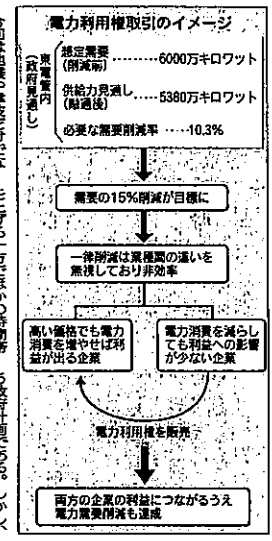 電力利用権取引のイメージ
東電管内
(政府見通し)
想定需要
(削減前)
6000万キロワット
供給力見通し
(融通後)
5380万キロワット
必要な需要削減率
10.3%
需要の15%削減が目標に
一律削減は業種間の違いを
無視しており非効率
高い価格でも電力
消費を増やせば利
益が出る企業
電力消費を減らし
ても利益への影響
が少ない企業
電力利用権を販売
両方の企業の利益につながるうえ
電力需要削減も達成